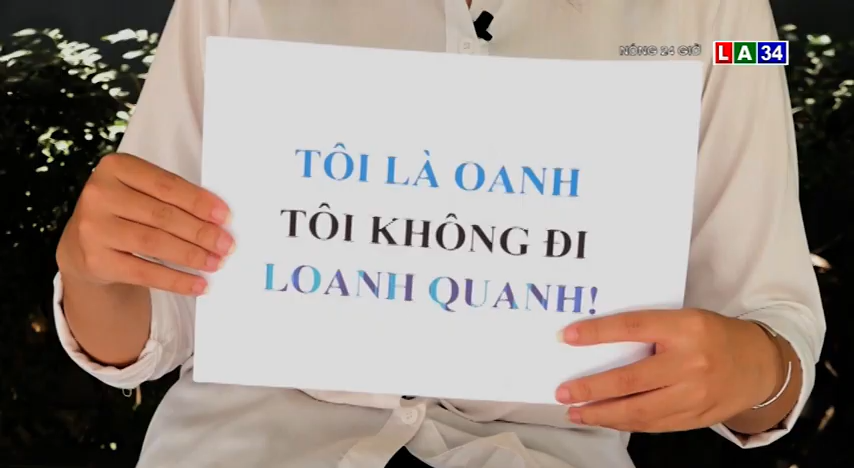 NÓNG 24 GIỜ LA34
TÔI LÀ OANH
TÔI KHÔNG ĐI
LOANH QUANH!